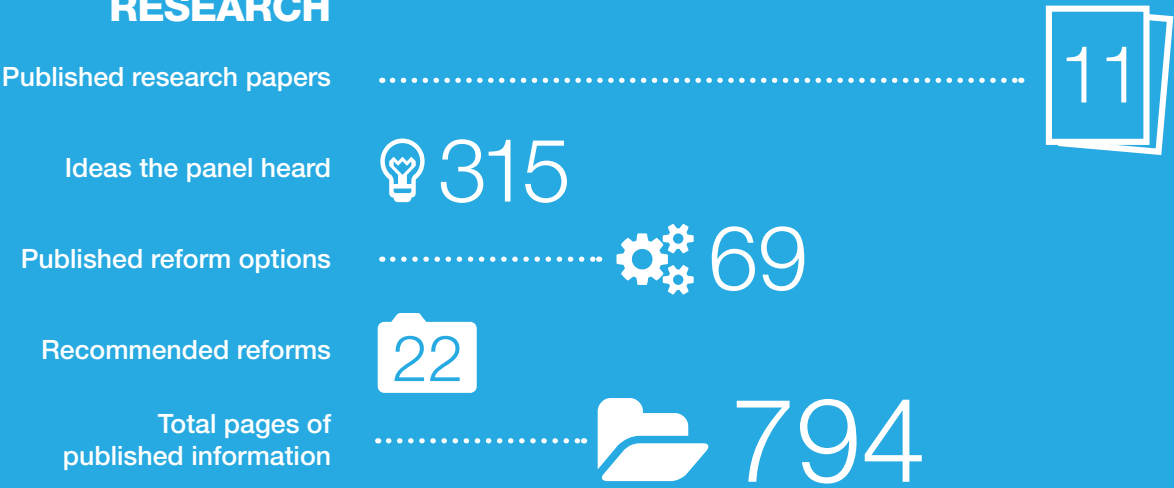 RESEARCH
Published research papers
11
Ideas the panel heard
315
Published reform options
69
Recommended reforms
22
Total pages of
published information
794